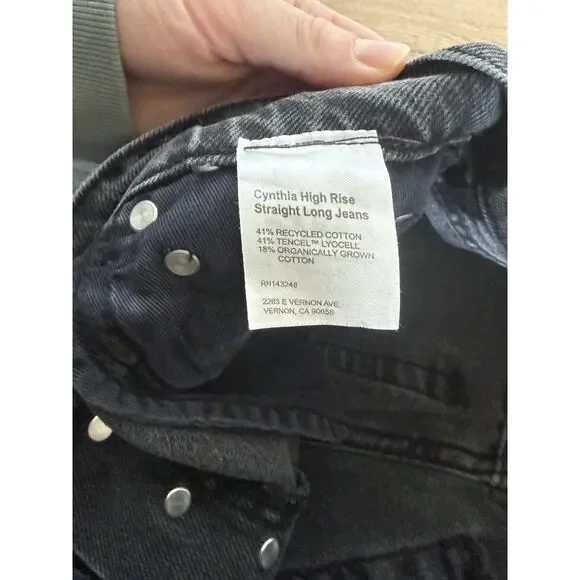 Cynthia High Rise
Straight Long Jeans
41% RECYCLED COTTON
41% TENCEL™ LYOCELL
18% ORGANICALLY GROWN
COTTON
RN143248
2263 E VERNON AVE.
VERNON, CA 90058